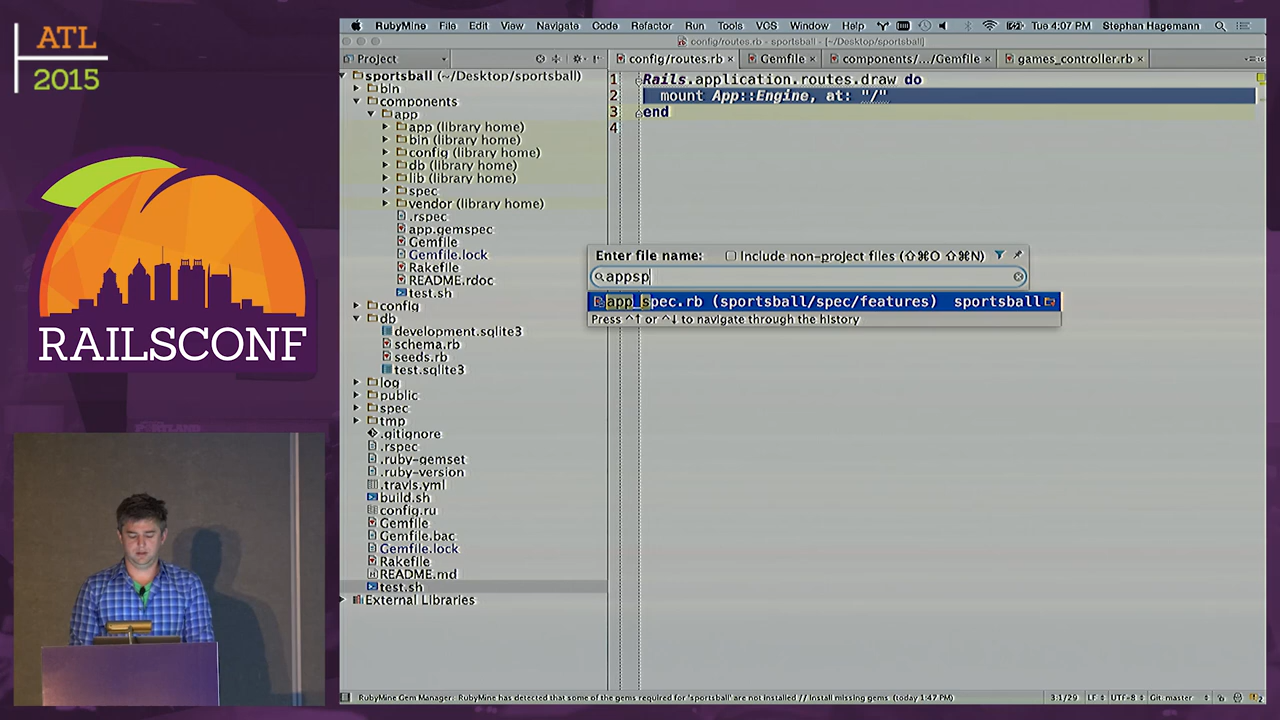 ATL
2015
RAILSCONF
RubyMine File Edit View Navigate Code Refactor Run Tools VCS Window Help Tue 4:07 PM Stephan Hagemann
config/routes.rb - sportsball - [~/Desktop/sportsball]
Project
config/routes.rb × Gemfile × components/.../Gemfile × games_controller.rb ×
sportsball (~/Desktop/sportsball)
bin
components
app
app (library home)
bin (library home)
config (library home)
db (library home)
lib (library home)
spec
vendor (library home)
.rspec
app.gemspec
Gemfile
Gemfile.lock
Rakefile
README.rdoc
test.sh
config
db
development.sqlite3
schema.rb
seeds.rb
test.sqlite3
log
public
spec
tmp
.gitignore
.rspec
.ruby-gemset
.ruby-version
.travis.yml
build.sh
config.ru
Gemfile
Gemfile.bac
Gemfile.lock
Rakefile
README.md
test.sh
External Libraries
1 Rails.application.routes.draw do
2 mount App::Engine, at: "/"
3 end
4
Enter file name: Include non-project files (⇧⌘O ⇧⌘N)
appsp
app_spec.rb (sportsball/spec/features) sportsball
Press ^↑ or ^↓ to navigate through the history
RubyMine Gem Manager: RubyMine has detected that some of the gems required for 'sportsball' are not installed // Install missing gems (today 1:47 PM) 3:1/29 LF UTF-8 Git: master